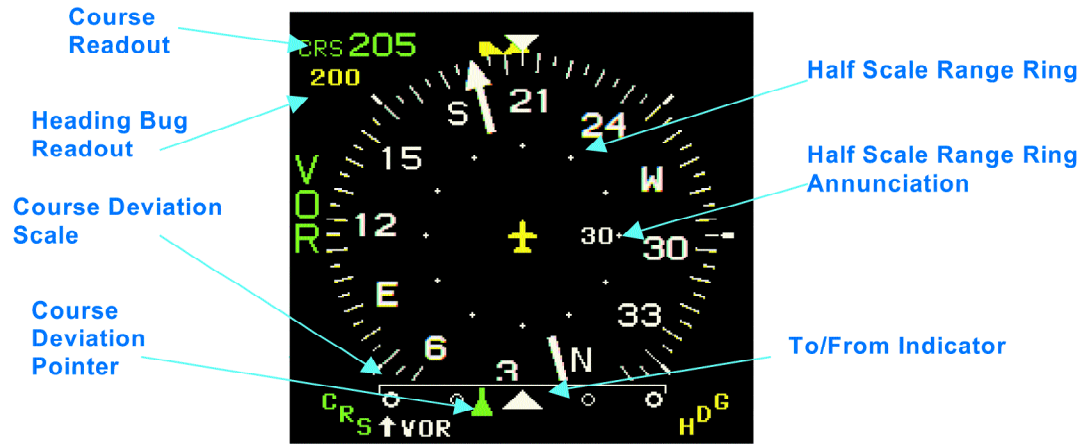 Course
Readout
CRS 205
200
Heading Bug
Readout
Half Scale Range Ring
Half Scale Range Ring
Annunciation
S
21
24
15
W
VOR
12
30
30
Course Deviation
Scale
E
33
6
3
N
Course
Deviation
Pointer
To/From Indicator
CRS
VOR
HDG